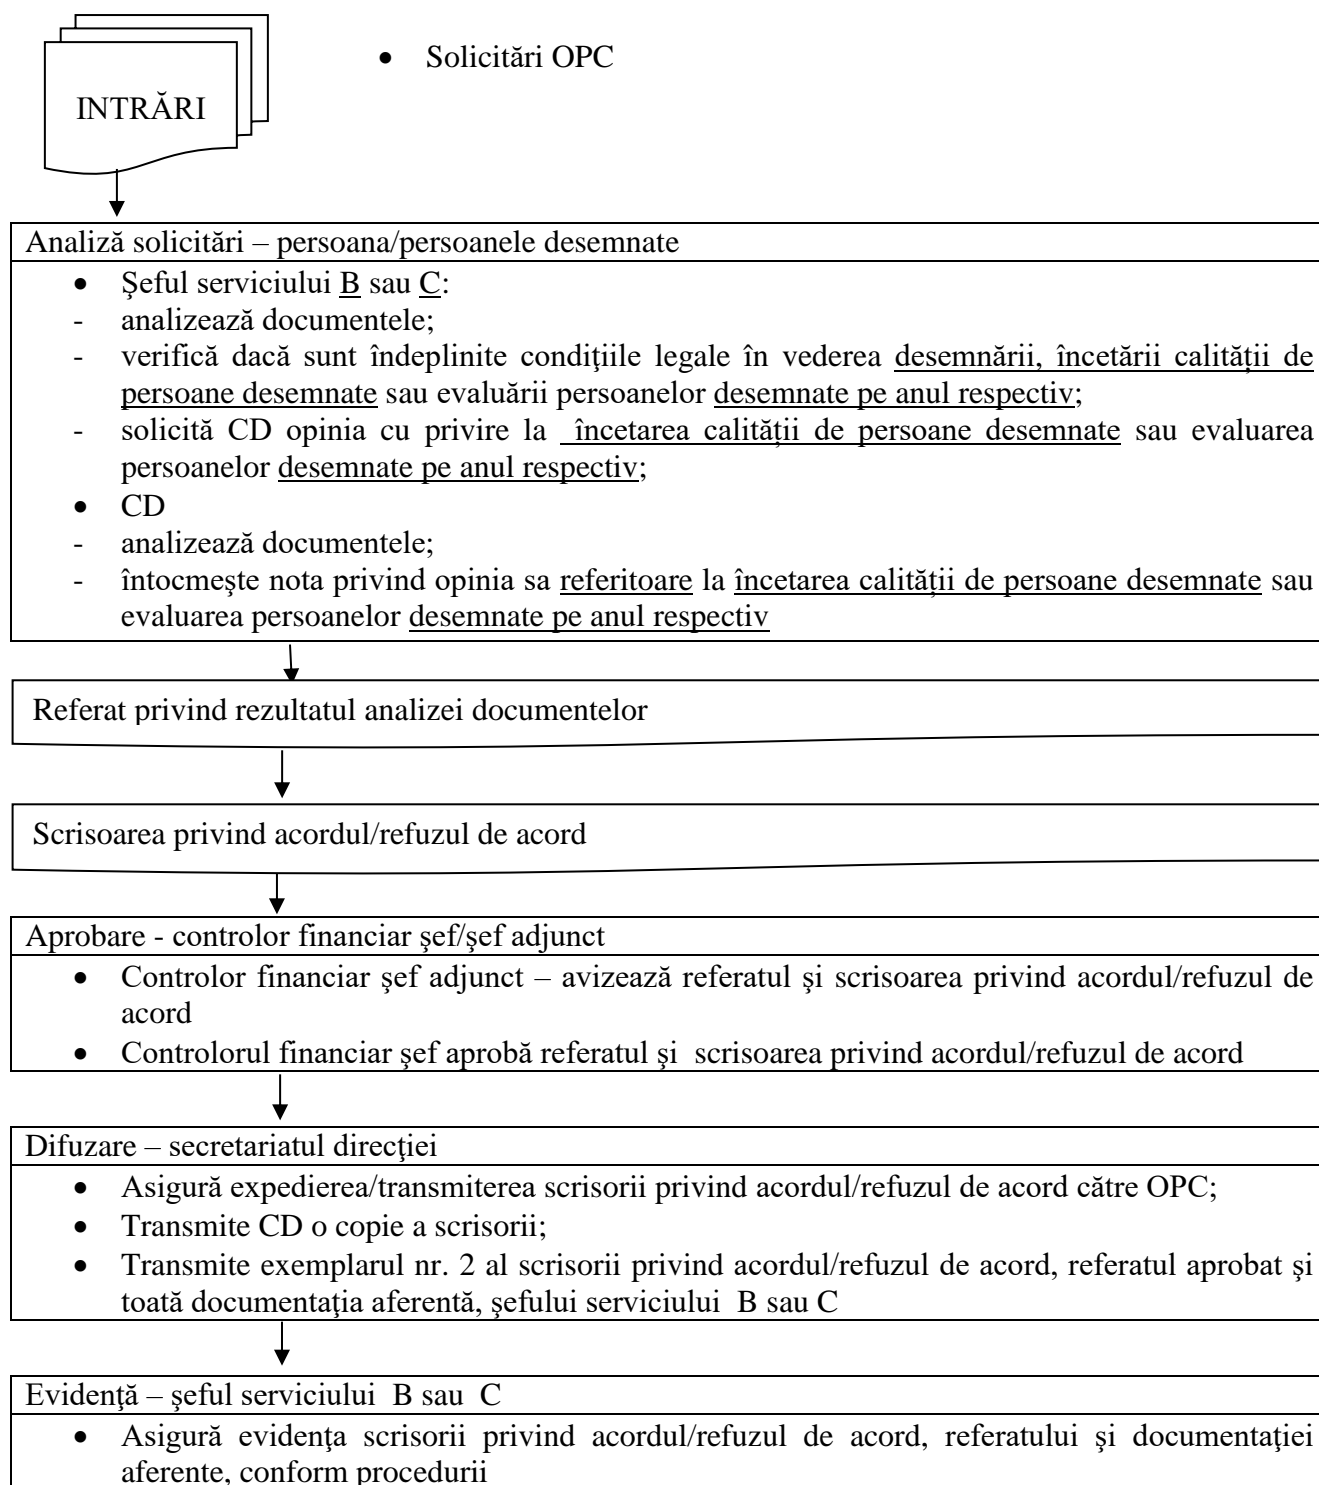 • Solicitări OPC
INTRĂRI
Analiză solicitări – persoana/persoanele desemnate
• Şeful serviciului B sau C:
- analizează documentele;
- verifică dacă sunt îndeplinite condiţiile legale în vederea desemnării, încetării calității de
persoane desemnate sau evaluării persoanelor desemnate pe anul respectiv;
- solicită CD opinia cu privire la încetarea calității de persoane desemnate sau evaluarea
persoanelor desemnate pe anul respectiv;
• CD
- analizează documentele;
- întocmeşte nota privind opinia sa referitoare la încetarea calității de persoane desemnate sau
evaluarea persoanelor desemnate pe anul respectiv
Referat privind rezultatul analizei documentelor
Scrisoarea privind acordul/refuzul de acord
Aprobare - controlor financiar şef/şef adjunct
• Controlor financiar şef adjunct – avizează referatul şi scrisoarea privind acordul/refuzul de
acord
• Controlorul financiar şef aprobă referatul şi scrisoarea privind acordul/refuzul de acord
Difuzare – secretariatul direcţiei
• Asigură expedierea/transmiterea scrisorii privind acordul/refuzul de acord către OPC;
• Transmite CD o copie a scrisorii;
• Transmite exemplarul nr. 2 al scrisorii privind acordul/refuzul de acord, referatul aprobat şi
toată documentaţia aferentă, şefului serviciului B sau C
Evidenţă – şeful serviciului B sau C
• Asigură evidenţa scrisorii privind acordul/refuzul de acord, referatului şi documentaţiei
aferente, conform procedurii